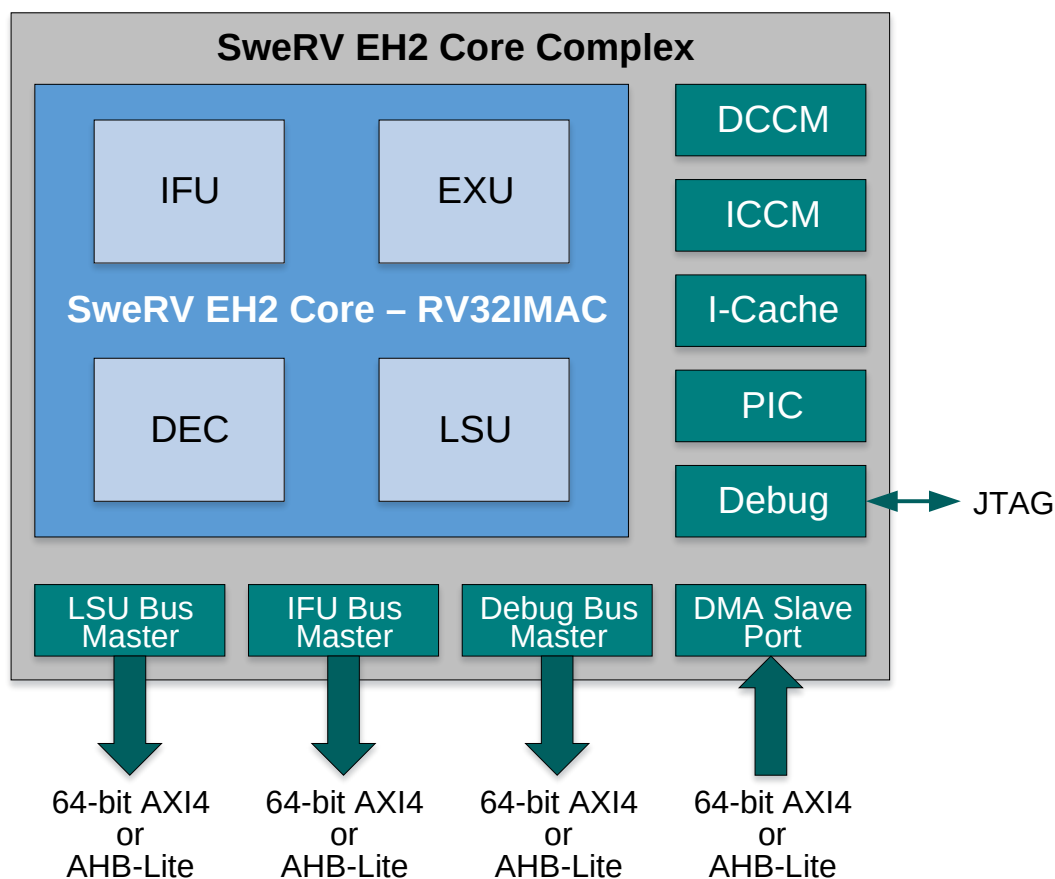 SweRV EH2 Core Complex
IFU
EXU
SweRV EH2 Core – RV32IMAC
DEC
LSU
DCCM
ICCM
I-Cache
PIC
Debug
JTAG
LSU Bus
Master
IFU Bus
Master
Debug Bus
Master
DMA Slave
Port
64-bit AXI4
or
AHB-Lite
64-bit AXI4
or
AHB-Lite
64-bit AXI4
or
AHB-Lite
64-bit AXI4
or
AHB-Lite